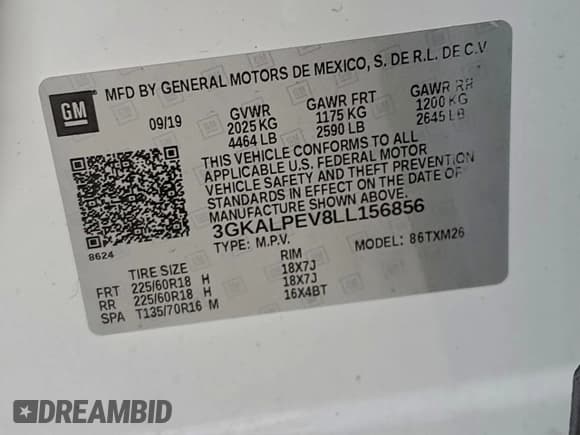 MFD BY GENERAL MOTORS DE MEXICO, S. DE R.L. DE C.V
GM
09/19 GVWR GAWR FRT GAWR RR
2025 KG 1175 KG 1200 KG
4464 LB 2590 LB 2645 LB
THIS VEHICLE CONFORMS TO ALL
APPLICABLE U.S. FEDERAL MOTOR
VEHICLE SAFETY AND THEFT PREVENTION
STANDARDS IN EFFECT ON THE DATE OF
MANUFACTURE SHOWN ABOVE.
8624
3GKALPEV8LL156856
TYPE: M.P.V. MODEL: 86TXM26
TIRE SIZE RIM
FRT 225/60R18 H 18X7J
RR 225/60R18 H 18X7J
SPA T135/70R16 M 16X4BT
DREAMBID